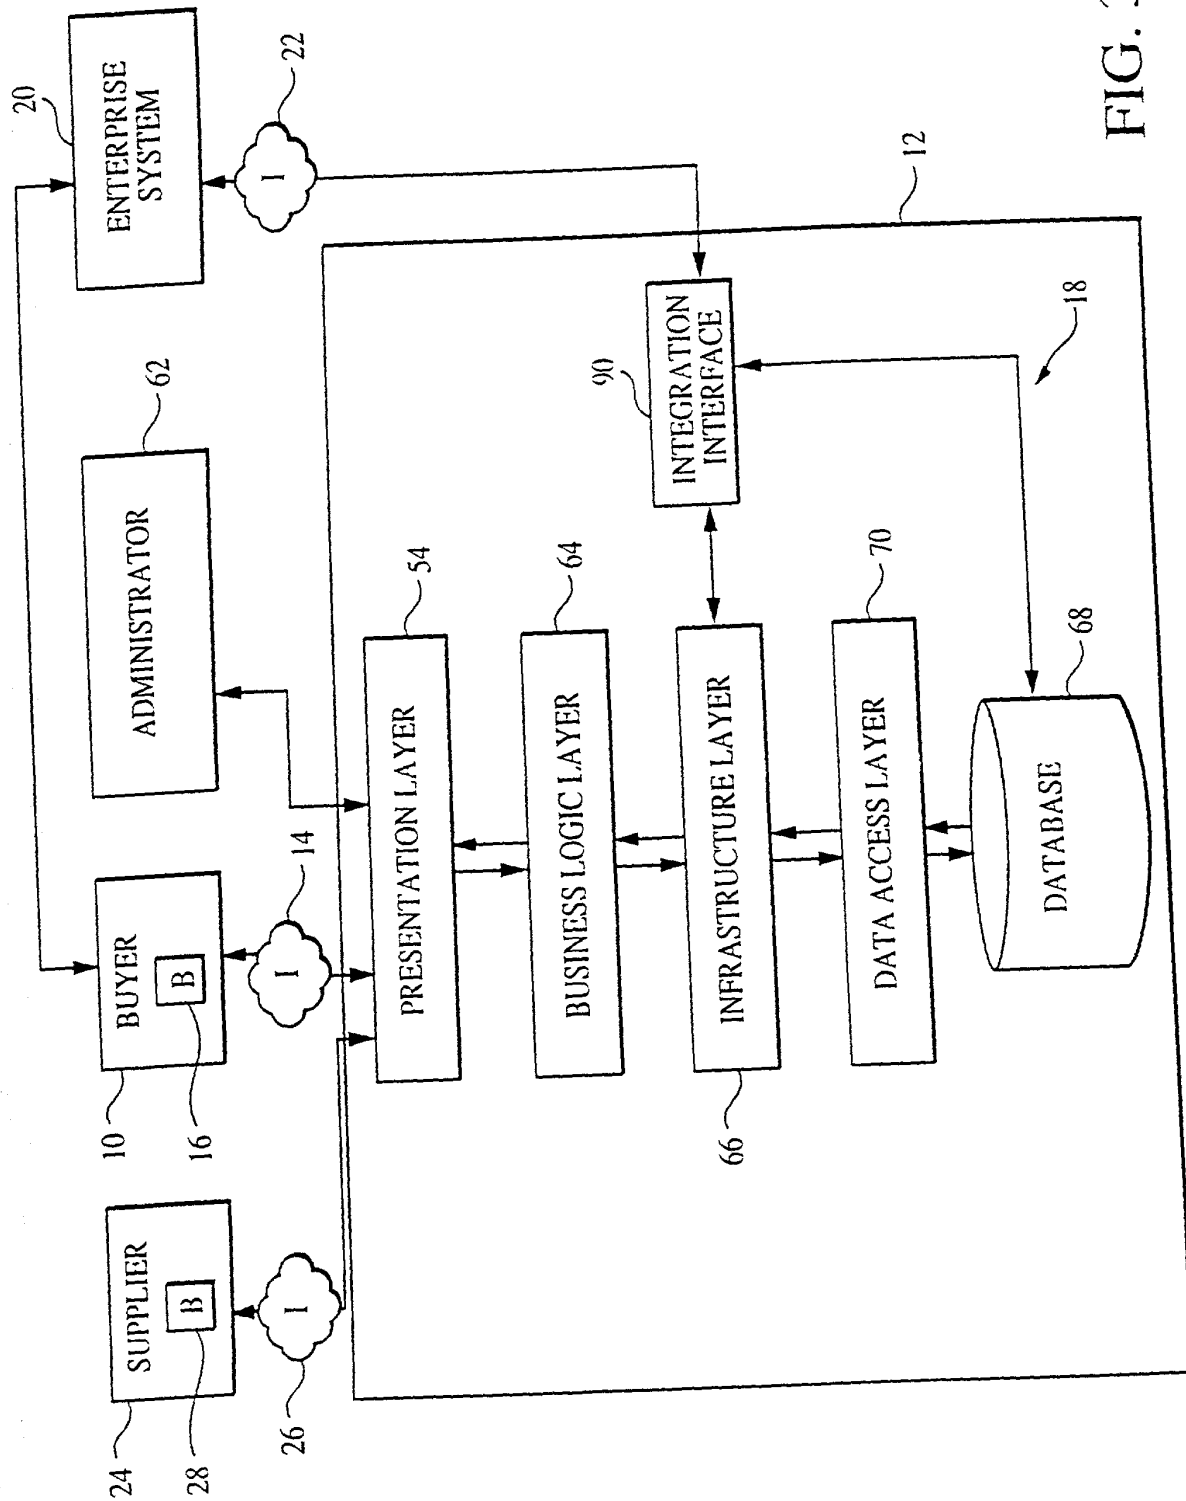 24
SUPPLIER
B
28
10
BUYER
B
16
ADMINISTRATOR
62
20
ENTERPRISE
SYSTEM
26
I
I
14
I
22
PRESENTATION LAYER
54
12
BUSINESS LOGIC LAYER
64
90
INTEGRATION
INTERFACE
66
INFRASTRUCTURE LAYER
DATA ACCESS LAYER
70
18
DATABASE
68
FIG.